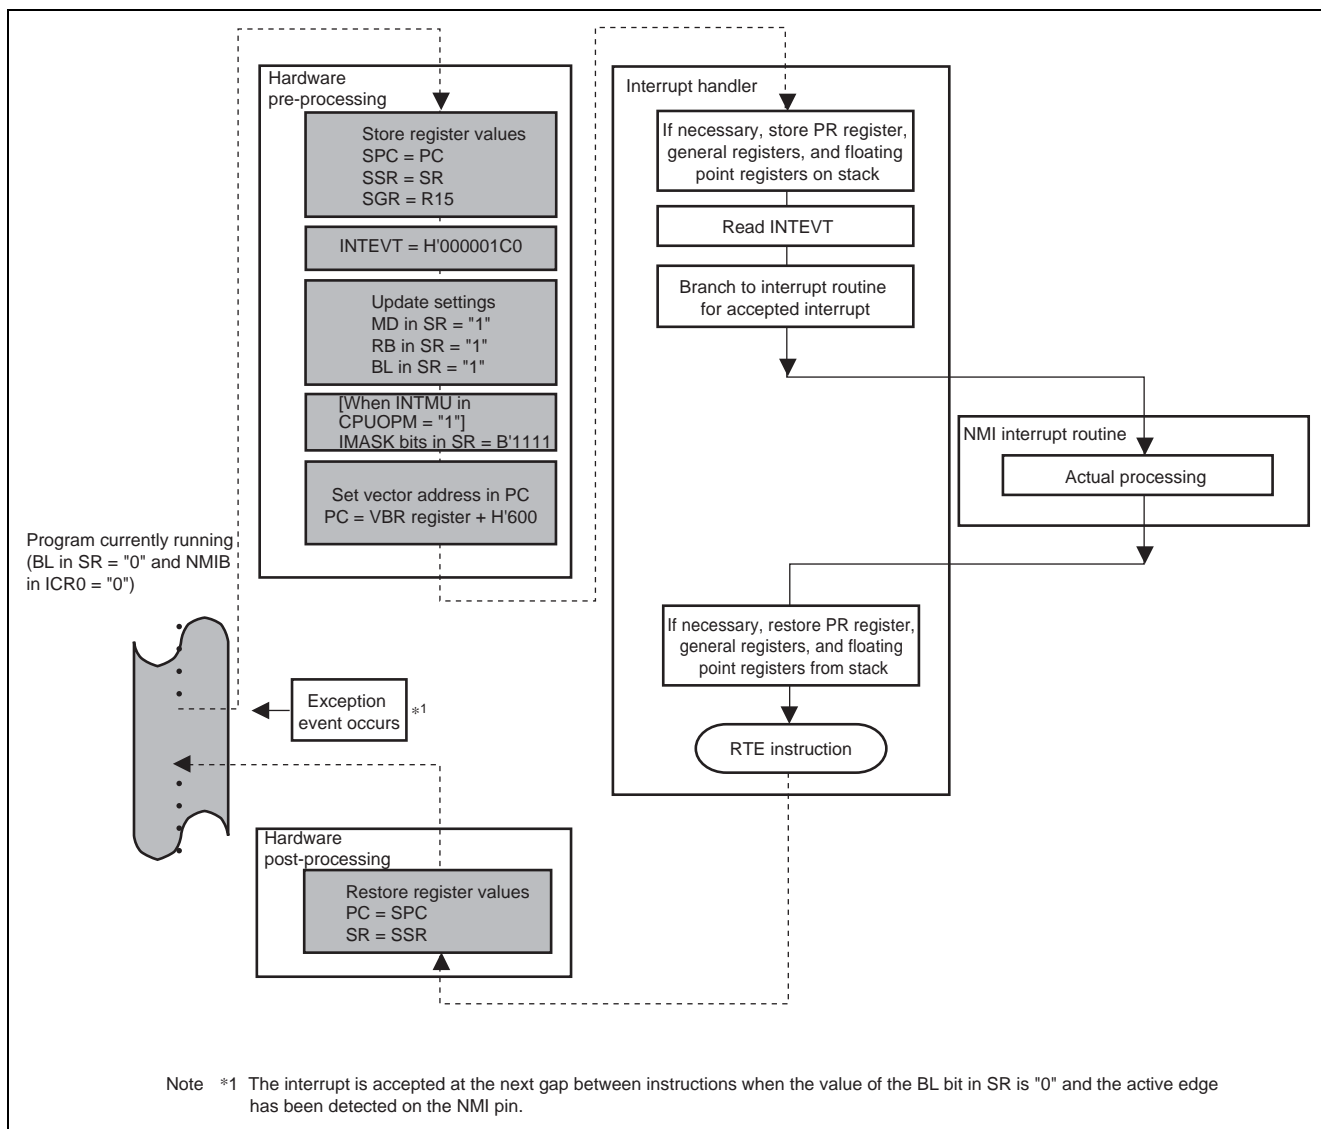 Hardware
pre-processing
Store register values
SPC = PC
SSR = SR
SGR = R15
INTEVT = H'000001C0
Update settings
MD in SR = "1"
RB in SR = "1"
BL in SR = "1"
[When INTMU in
CPUOPM = "1"]
IMASK bits in SR = B'1111
Set vector address in PC
PC = VBR register + H'600
Interrupt handler
If necessary, store PR register,
general registers, and floating
point registers on stack
Read INTEVT
Branch to interrupt routine
for accepted interrupt
NMI interrupt routine
Actual processing
If necessary, restore PR register,
general registers, and floating
point registers from stack
RTE instruction
Program currently running
(BL in SR = "0" and NMIB
in ICR0 = "0")
Exception
event occurs *1
Hardware
post-processing
Restore register values
PC = SPC
SR = SSR
Note *1 The interrupt is accepted at the next gap between instructions when the value of the BL bit in SR is "0" and the active edge
has been detected on the NMI pin.